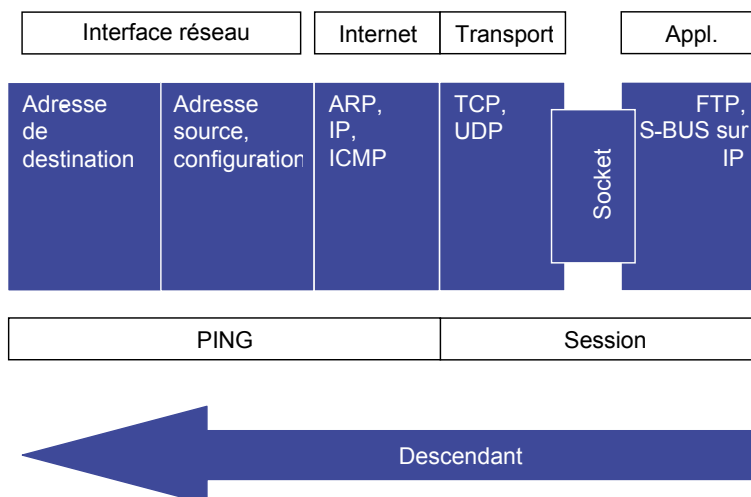 Interface réseau
Internet
Transport
Appl.
Adresse
de
destination
Adresse
source,
configuration
ARP,
IP,
ICMP
TCP,
UDP
Socket
FTP,
S-BUS sur
IP
PING
Session
Descendant